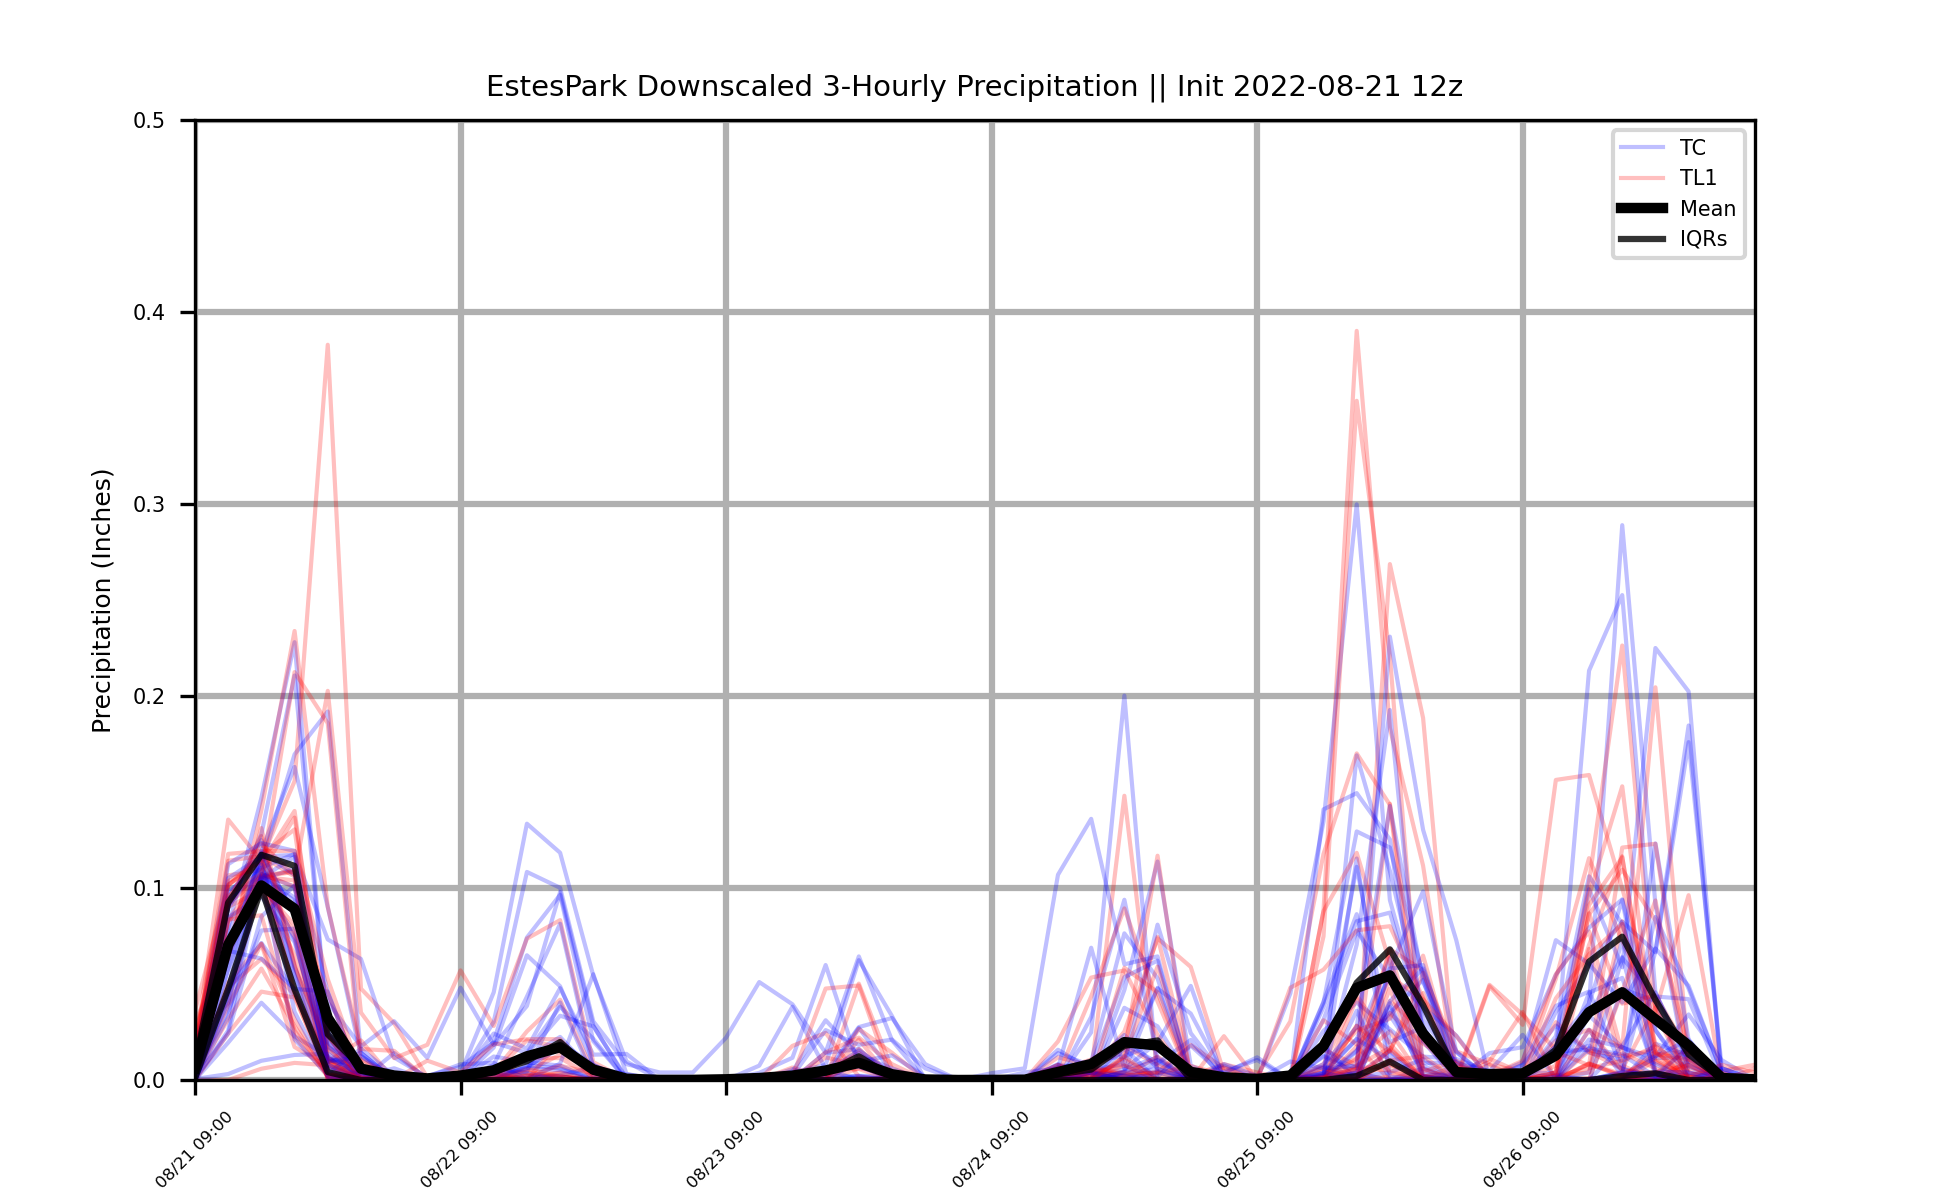 EstesPark Downscaled 3-Hourly Precipitation || Init 2022-08-21 12z
0.5
0.4
0.3
0.2
0.1
0.0
Precipitation (Inches)
TC
TL1
Mean
IQRs
08/21 09:00
08/22 09:00
08/23 09:00
08/24 09:00
08/25 09:00
08/26 09:00